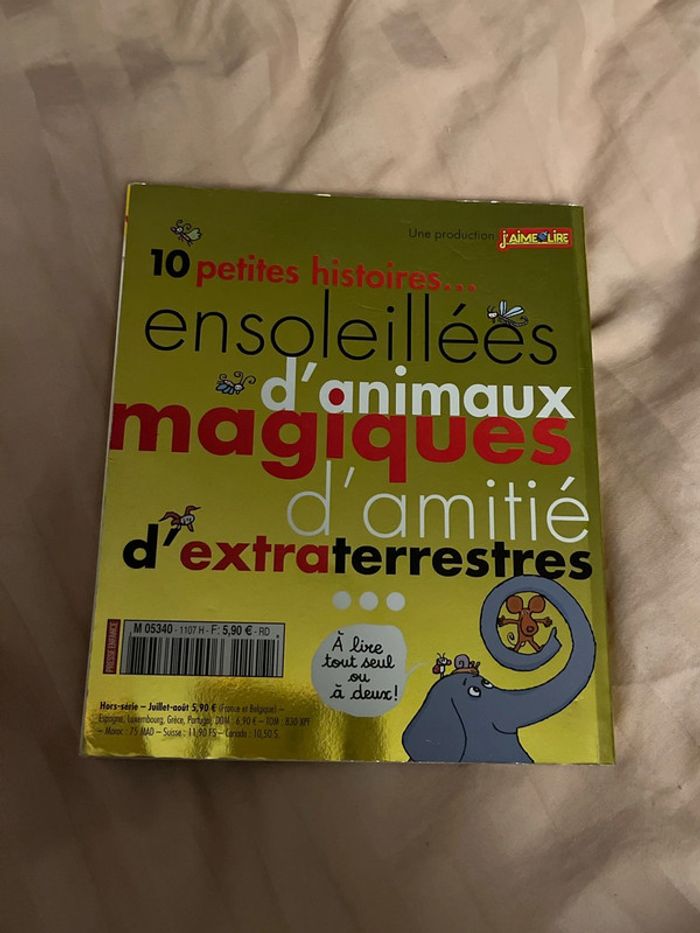 Une production J'AIME LIRE
10 petites histoires...
ensoleillées
d'animaux
magiques
d'amitié
d'extraterrestres
...
PRESSE ENFANCE
M 05340 - 1107 H - F: 5,90 € - RD
À lire
tout seul
ou
à deux!
Hors-série – Juillet-août 5,90 € (France et Belgique) –
Espagne, Luxembourg, Grèce, Portugal, DOM : 6,90 € – TOM : 830 XPF
– Maroc : 75 MAD – Suisse : 11,90 FS – Canada : 10,50 $.